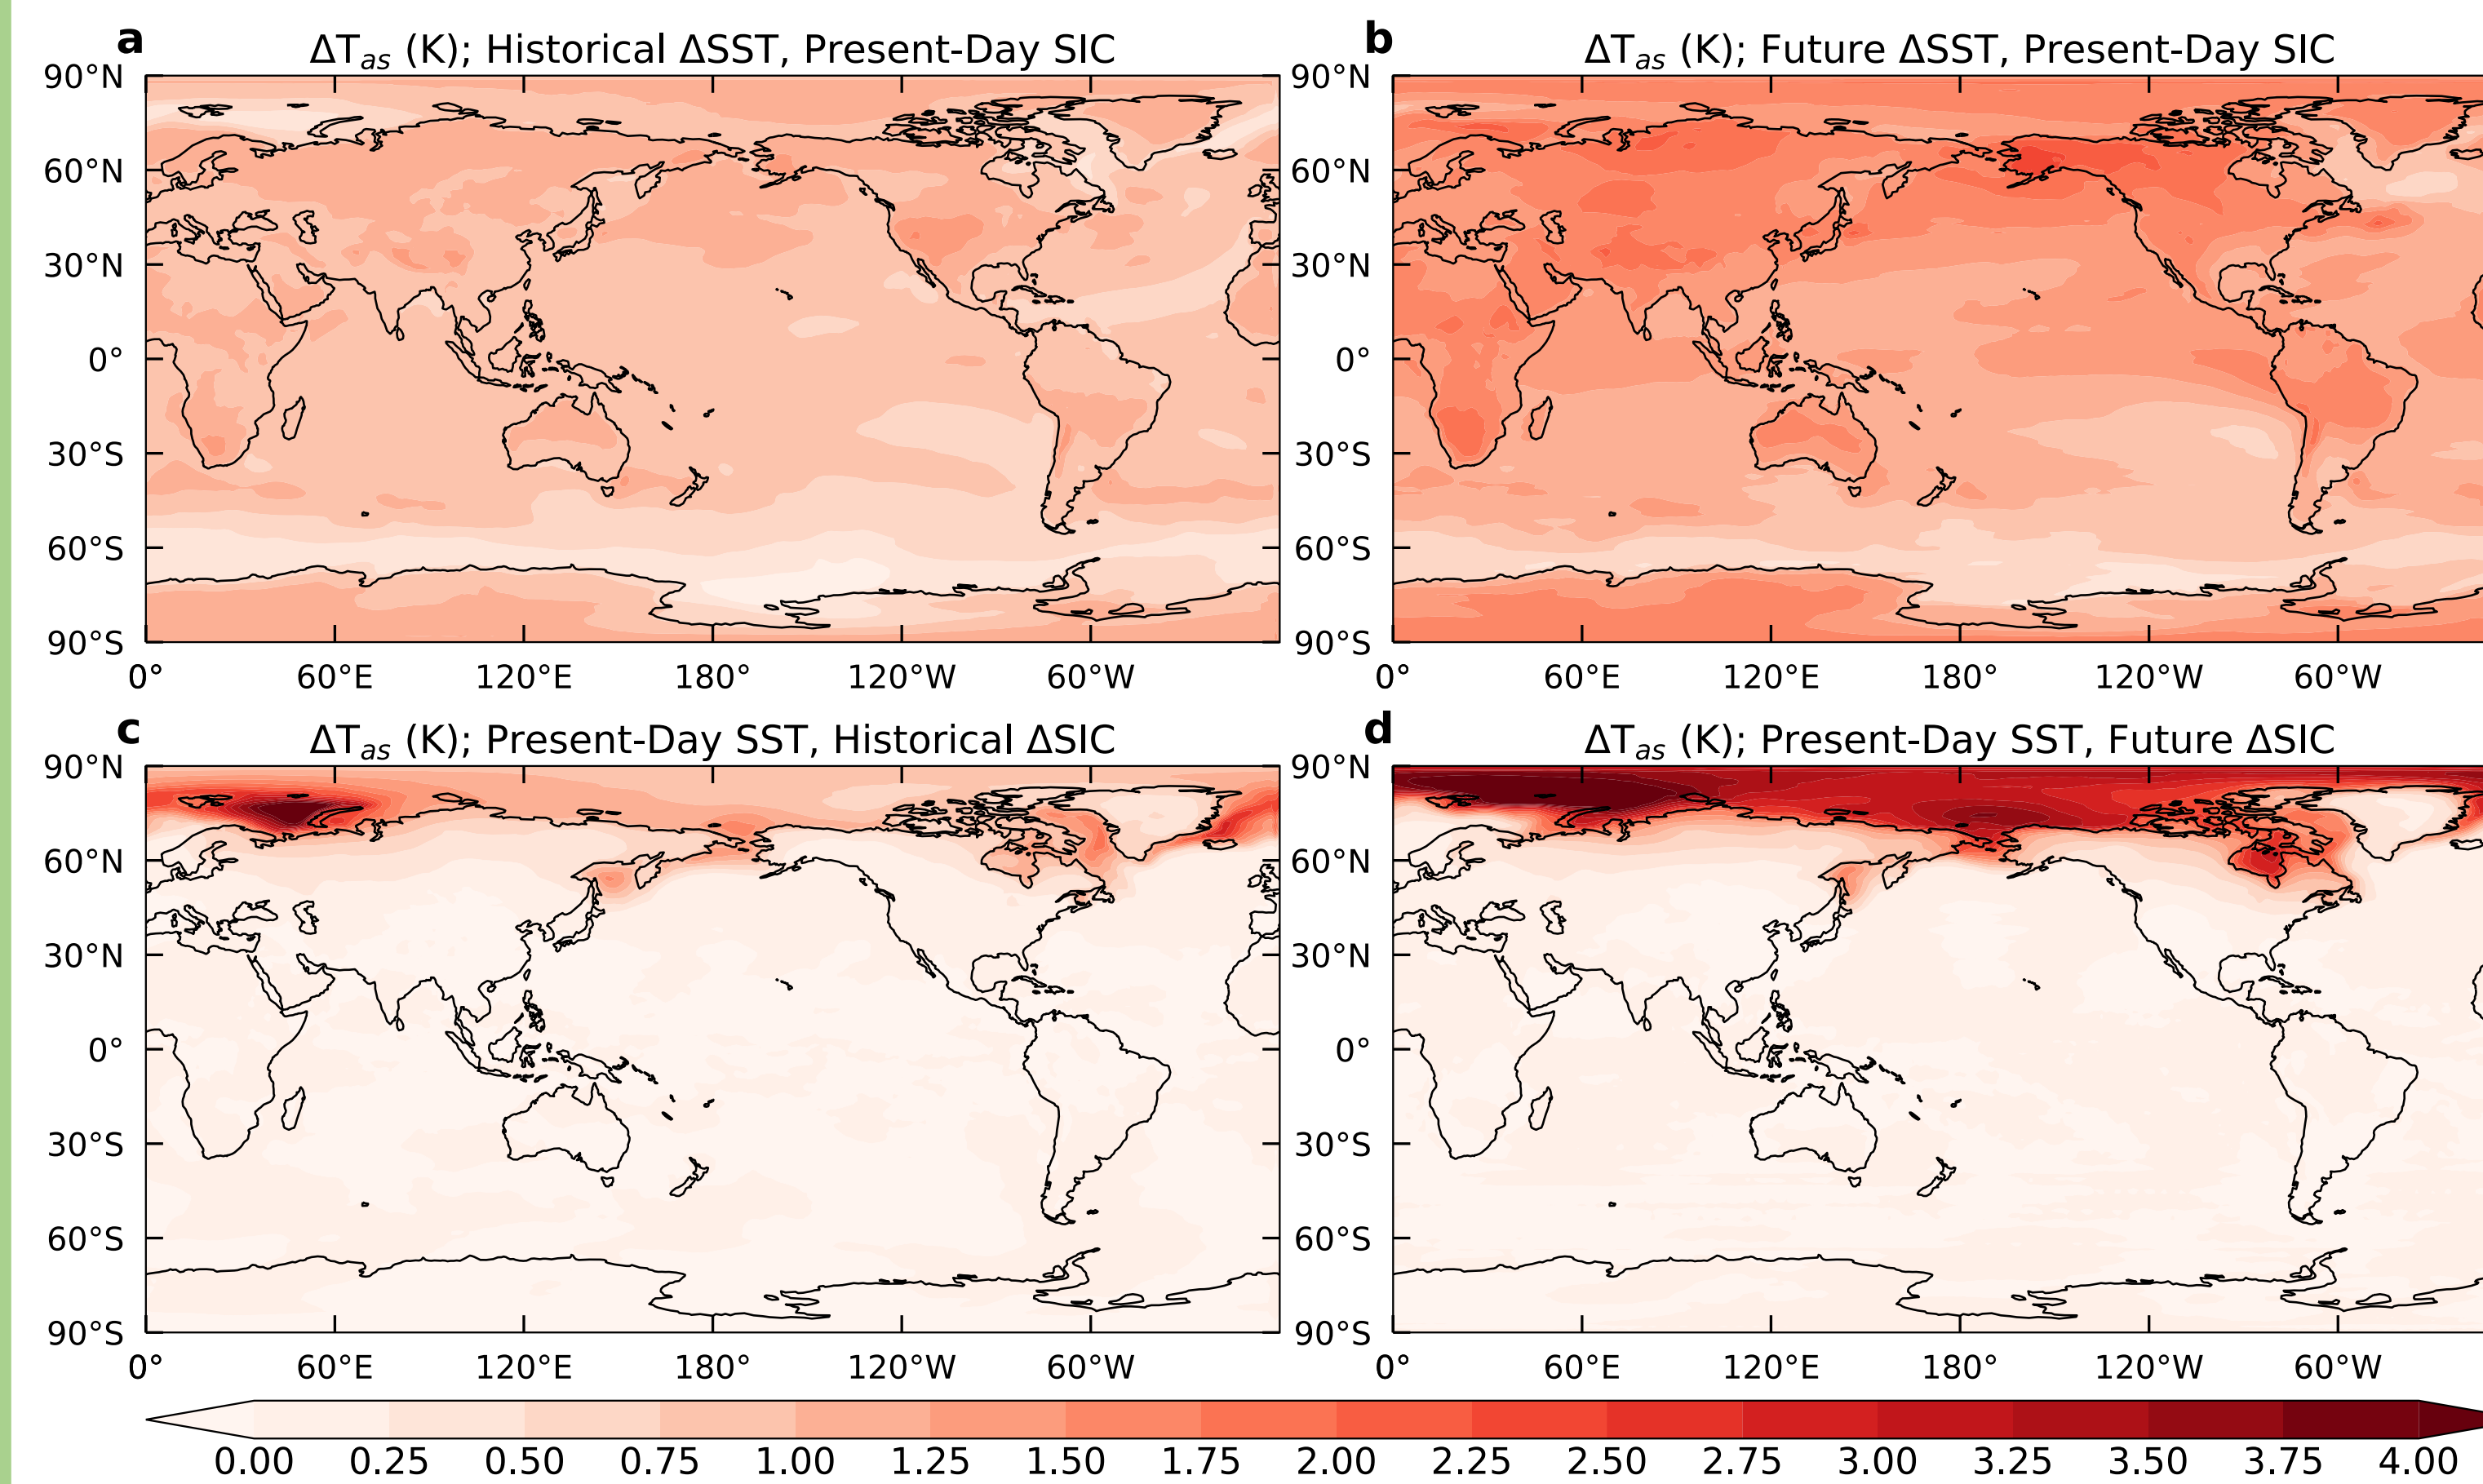 a
ΔTas (K); Historical ΔSST, Present-Day SIC
90°N
60°N
30°N
0°
30°S
60°S
90°S
0° 60°E 120°E 180° 120°W 60°W
b
ΔTas (K); Future ΔSST, Present-Day SIC
90°N
60°N
30°N
0°
30°S
60°S
90°S
0° 60°E 120°E 180° 120°W 60°W
c
ΔTas (K); Present-Day SST, Historical ΔSIC
90°N
60°N
30°N
0°
30°S
60°S
90°S
0° 60°E 120°E 180° 120°W 60°W
d
ΔTas (K); Present-Day SST, Future ΔSIC
90°N
60°N
30°N
0°
30°S
60°S
90°S
0° 60°E 120°E 180° 120°W 60°W
0.00 0.25 0.50 0.75 1.00 1.25 1.50 1.75 2.00 2.25 2.50 2.75 3.00 3.25 3.50 3.75 4.00